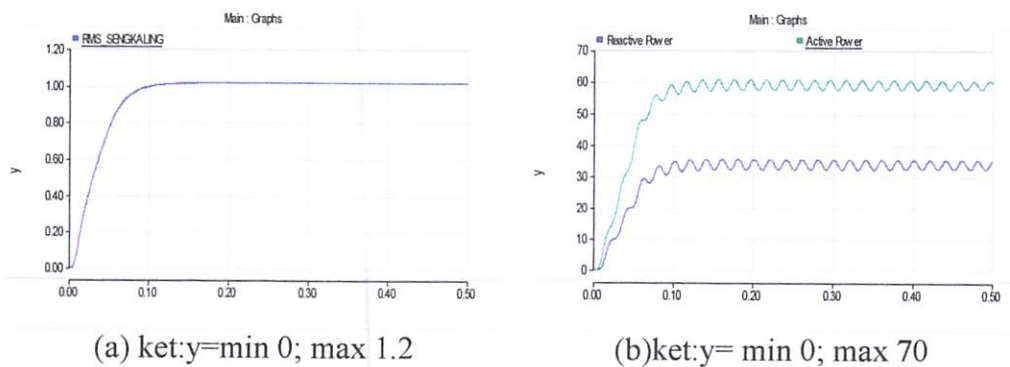 Main : Graphs
RMS_SENGKALING
1.20
1.00
0.80
0.60
0.40
0.20
0.00
y
0.00 0.10 0.20 0.30 0.40 0.50
(a) ket:y=min 0; max 1.2
Main : Graphs
Reactive Power Active Power
70
60
50
40
30
20
10
0
y
0.00 0.10 0.20 0.30 0.40 0.50
(b)ket:y= min 0; max 70